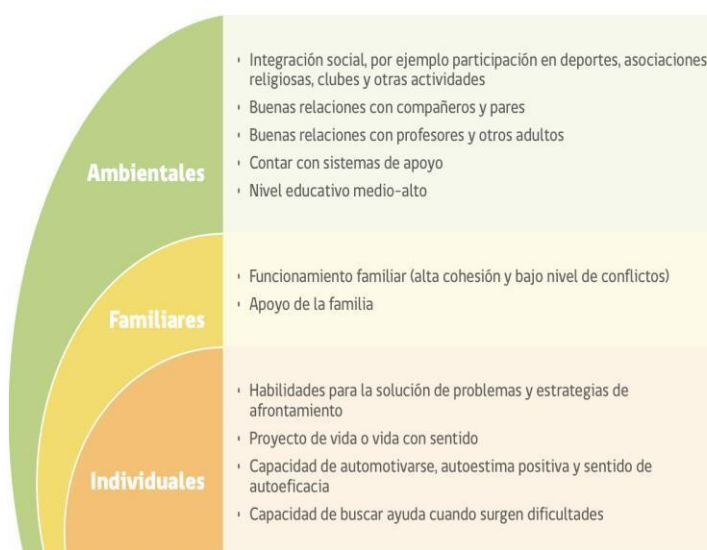 Ambientales
• Integración social, por ejemplo participación en deportes, asociaciones
religiosas, clubes y otras actividades
• Buenas relaciones con compañeros y pares
• Buenas relaciones con profesores y otros adultos
• Contar con sistemas de apoyo
• Nivel educativo medio-alto
Familiares
• Funcionamiento familiar (alta cohesión y bajo nivel de conflictos)
• Apoyo de la familia
Individuales
• Habilidades para la solución de problemas y estrategias de
afrontamiento
• Proyecto de vida o vida con sentido
• Capacidad de automotivarse, autoestima positiva y sentido de
autoeficacia
• Capacidad de buscar ayuda cuando surgen dificultades